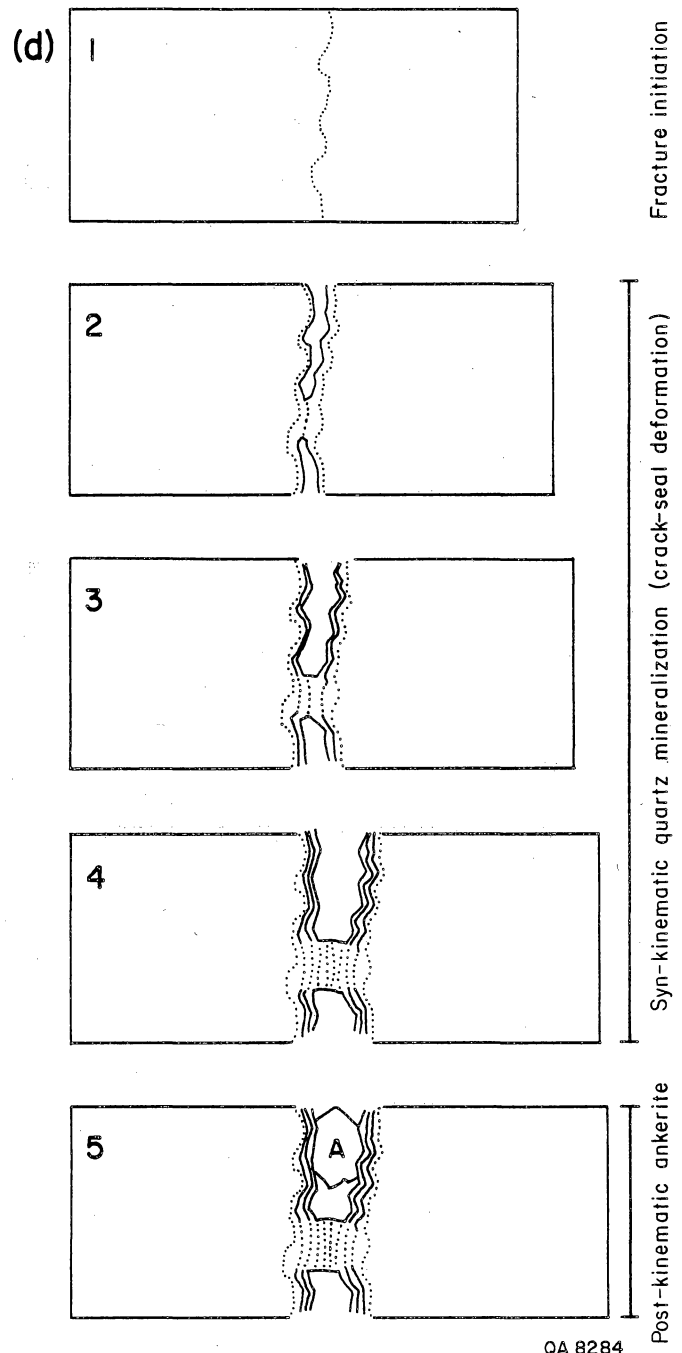 (d)
1
Fracture initiation
2
3
4
Syn-kinematic quartz mineralization (crack-seal deformation)
5
A
Post-kinematic ankerite
QA 8284